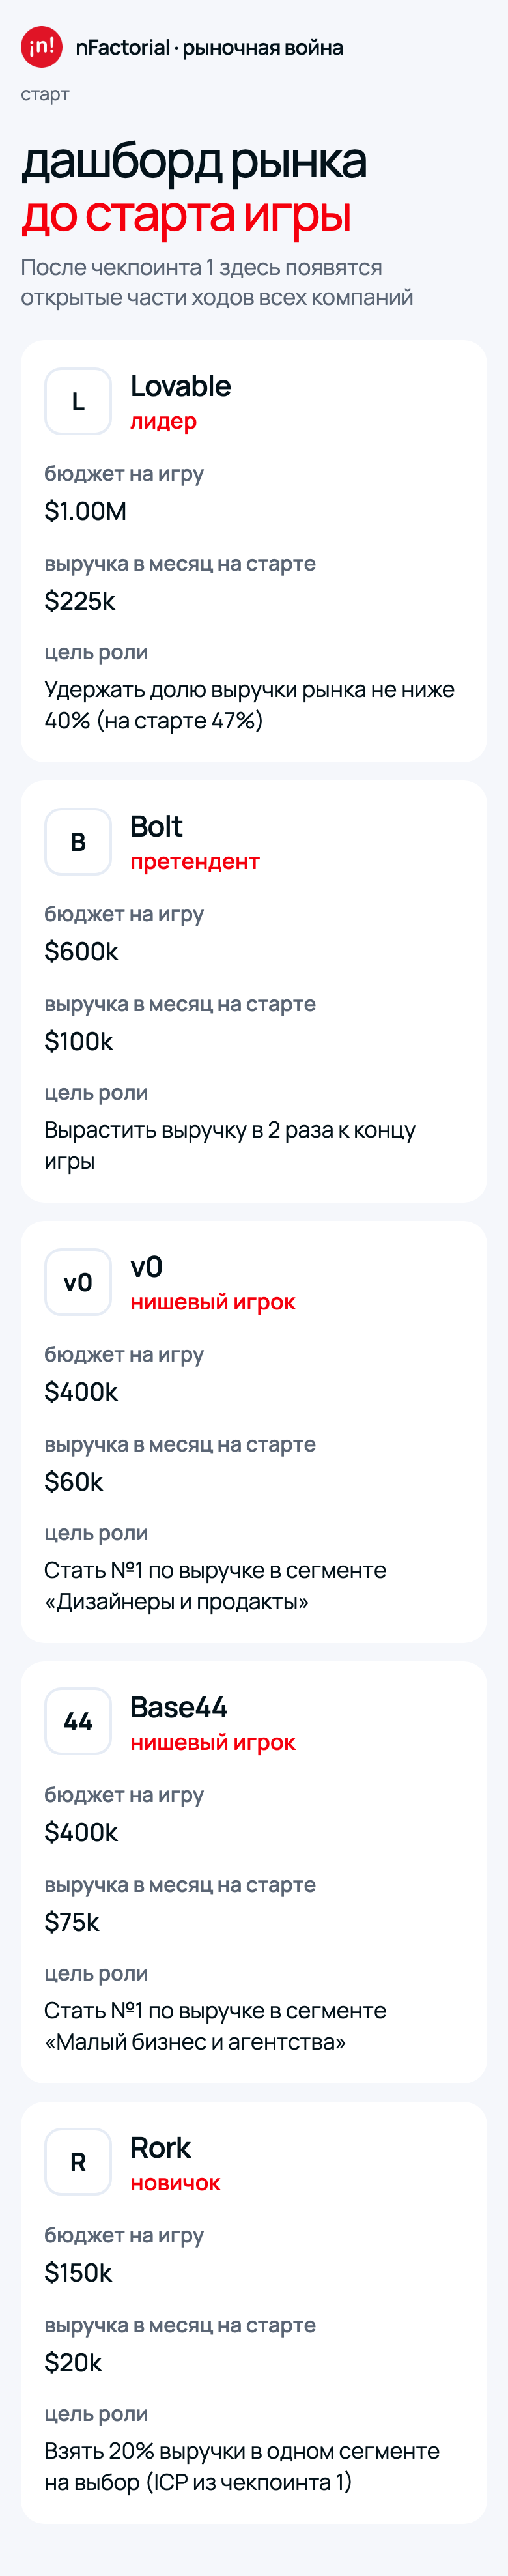 ¡n!
nFactorial · рыночная война
старт
дашборд рынка
до старта игры
После чекпоинта 1 здесь появятся
открытые части ходов всех компаний
L
Lovable
лидер
бюджет на игру
$1.00M
выручка в месяц на старте
$225k
цель роли
Удержать долю выручки рынка не ниже
40% (на старте 47%)
B
Bolt
претендент
бюджет на игру
$600k
выручка в месяц на старте
$100k
цель роли
Вырастить выручку в 2 раза к концу
игры
v0
v0
нишевый игрок
бюджет на игру
$400k
выручка в месяц на старте
$60k
цель роли
Стать №1 по выручке в сегменте
«Дизайнеры и продакты»
44
Base44
нишевый игрок
бюджет на игру
$400k
выручка в месяц на старте
$75k
цель роли
Стать №1 по выручке в сегменте
«Малый бизнес и агентства»
R
Rork
новичок
бюджет на игру
$150k
выручка в месяц на старте
$20k
цель роли
Взять 20% выручки в одном сегменте
на выбор (ICP из чекпоинта 1)